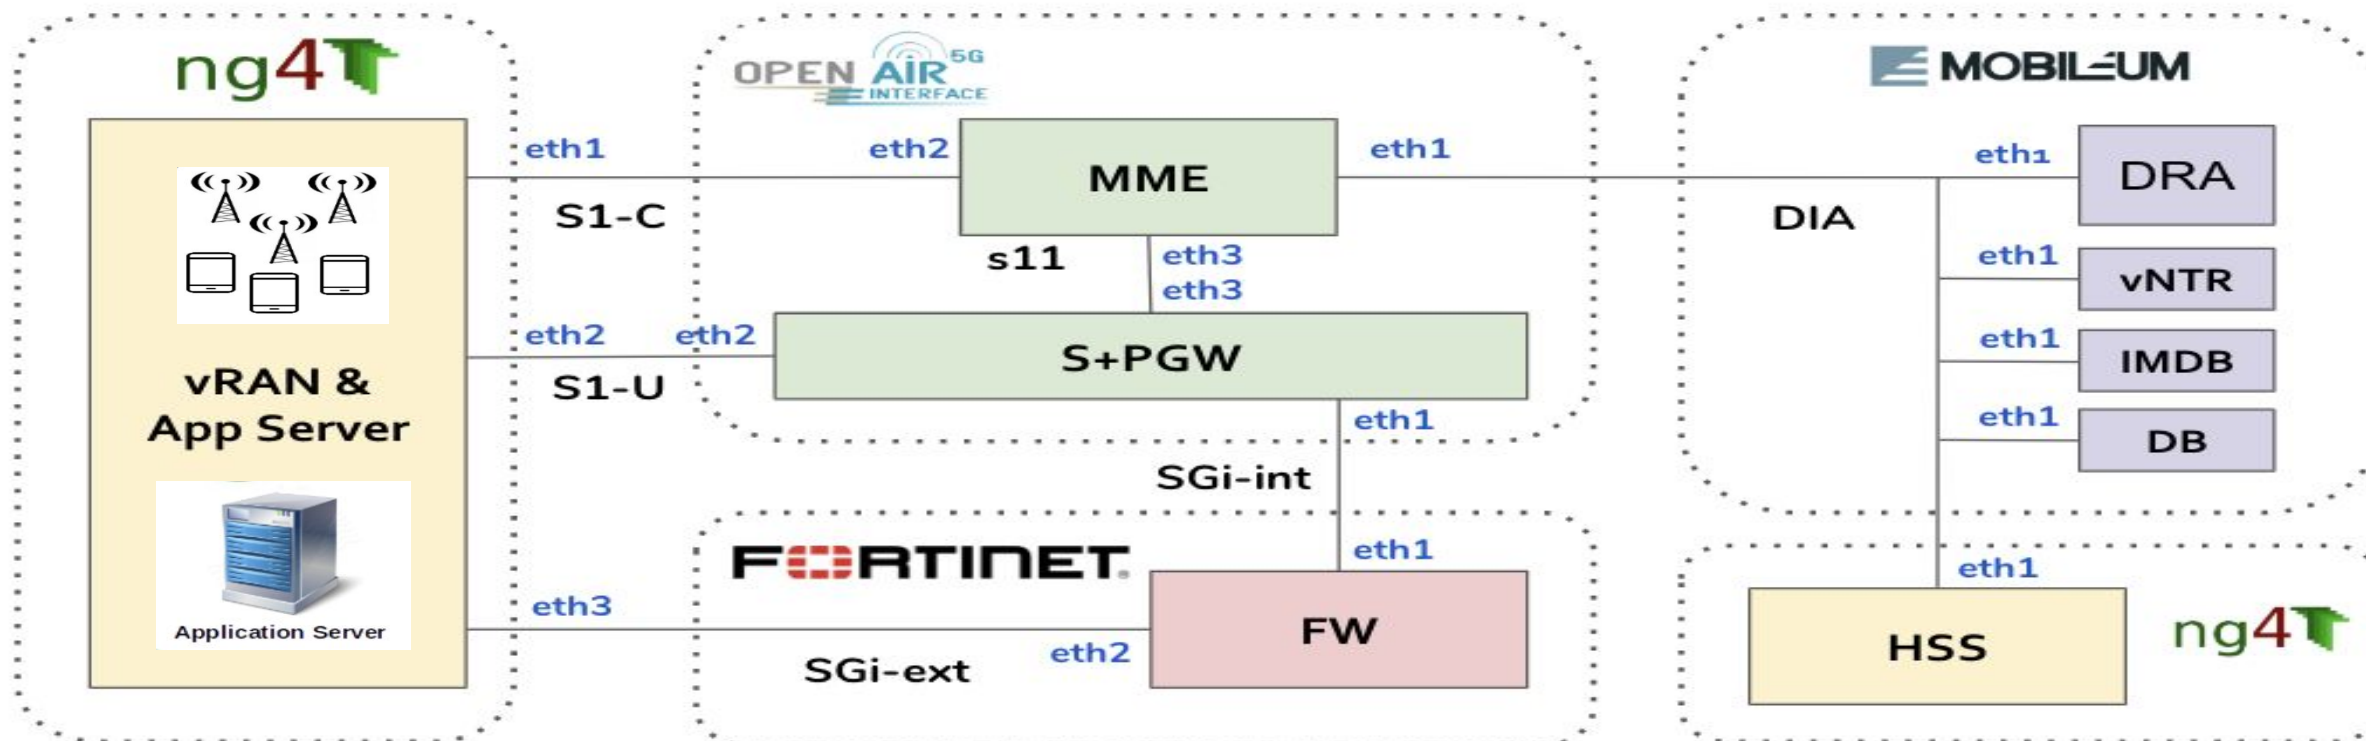 ng4T
vRAN &
App Server
Application Server
eth1
S1-C
eth2
eth2
S1-U
eth2
eth3
SGi-ext
eth2
OPEN AIR 5G
INTERFACE
MME
eth1
s11
eth3
eth3
S+PGW
eth1
SGi-int
FORTINET
eth1
FW
MOBILEUM
DIA
eth1
DRA
eth1
vNTR
eth1
IMDB
eth1
DB
eth1
HSS
ng4T